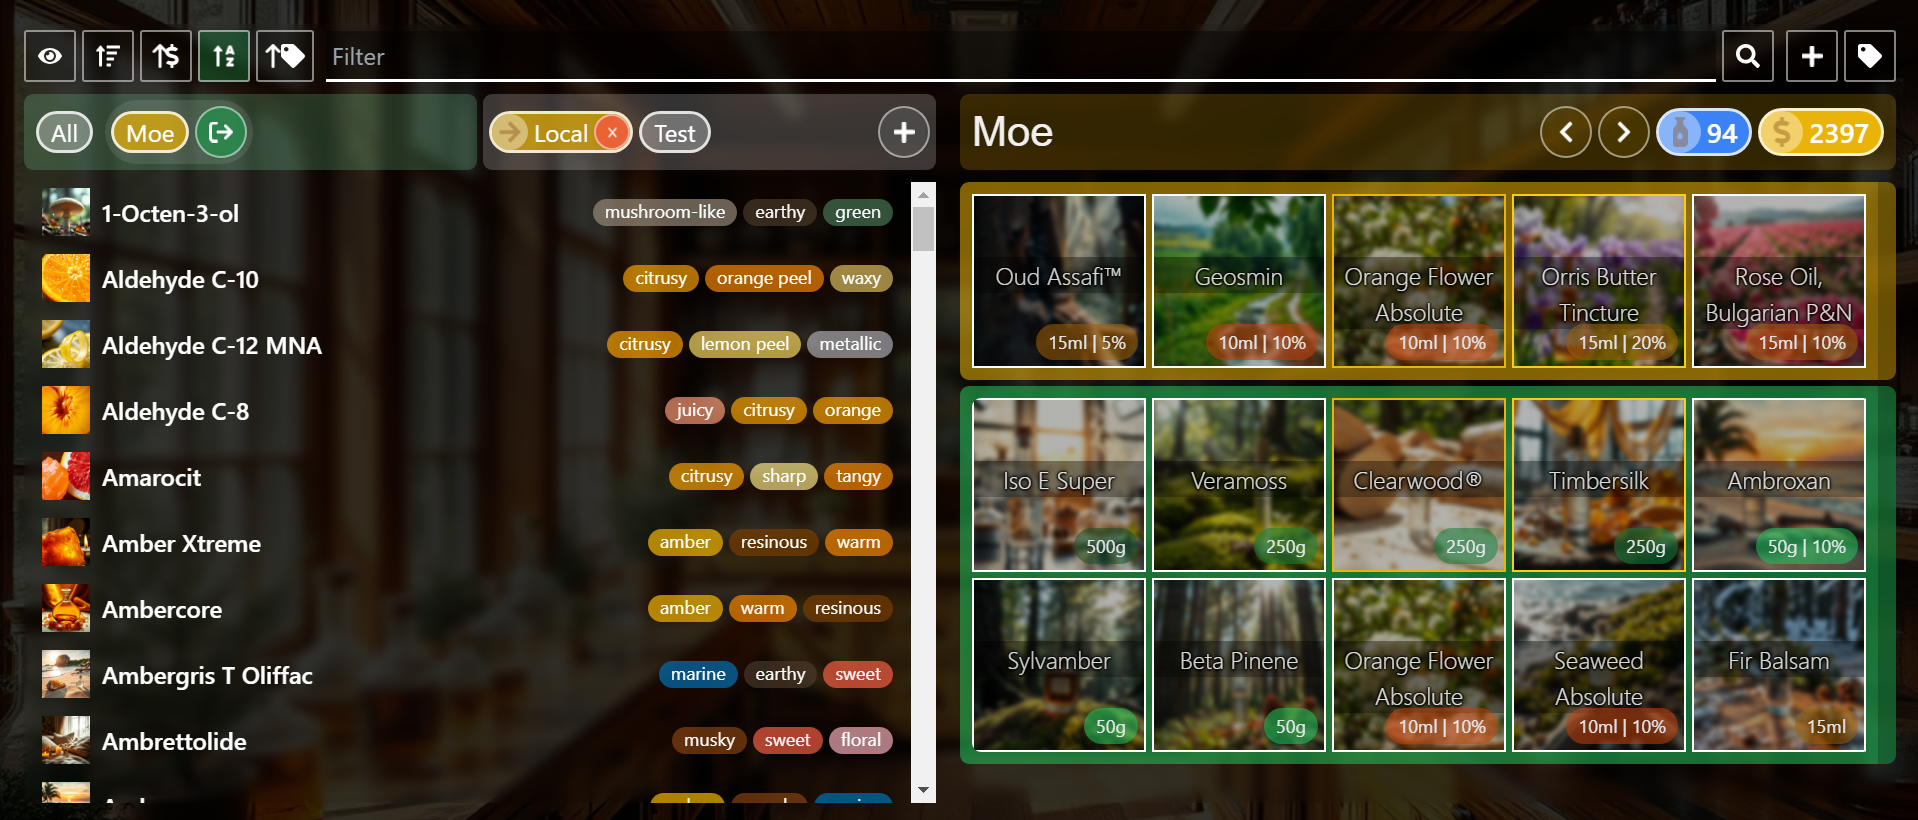 Filter
All
Moe
Local
Test
Moe
94
$ 2397
1-Octen-3-ol
mushroom-like
earthy
green
Aldehyde C-10
citrusy
orange peel
waxy
Aldehyde C-12 MNA
citrusy
lemon peel
metallic
Aldehyde C-8
juicy
citrusy
orange
Amarocit
citrusy
sharp
tangy
Amber Xtreme
amber
resinous
warm
Ambercore
amber
warm
resinous
Ambergris T Oliffac
marine
earthy
sweet
Ambrettolide
musky
sweet
floral
Oud Assafi™
15ml | 5%
Geosmin
10ml | 10%
Orange Flower
Absolute
10ml | 10%
Orris Butter
Tincture
15ml | 20%
Rose Oil,
Bulgarian P&N
15ml | 10%
Iso E Super
500g
Veramoss
250g
Clearwood®
250g
Timbersilk
250g
Ambroxan
50g | 10%
Sylvamber
50g
Beta Pinene
50g
Orange Flower
Absolute
10ml | 10%
Seaweed
Absolute
10ml | 10%
Fir Balsam
15ml